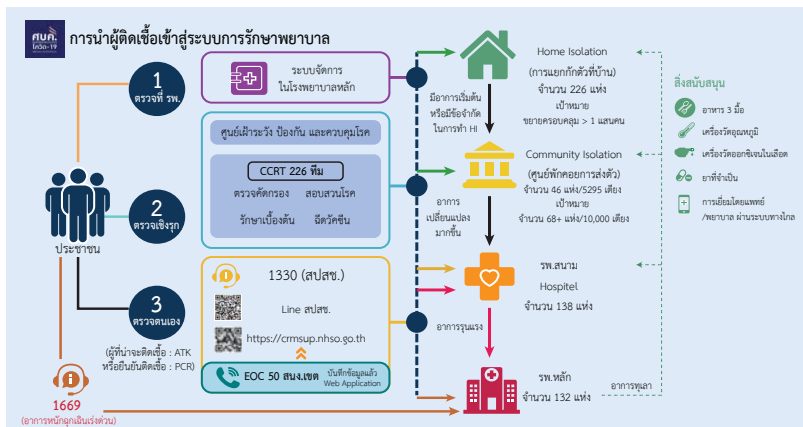 ศบค.
โควิด-19
การนำผู้ติดเชื้อเข้าสู่ระบบการรักษาพยาบาล
1
ตรวจที่ รพ.
2
ตรวจเชิงรุก
3
ตรวจตนเอง
(ผู้ที่น่าจะติดเชื้อ : ATK
หรือยืนยันติดเชื้อ : PCR)
ประชาชน
1669
(อาการหนักฉุกเฉินเร่งด่วน)
ระบบจัดการ
ในโรงพยาบาลหลัก
ศูนย์เฝ้าระวัง ป้องกัน และควบคุมโรค
CCRT 226 ทีม
ตรวจคัดกรอง สอบสวนโรค
รักษาเบื้องต้น ฉีดวัคซีน
1330 (สปสช.)
Line สปสช.
https://crmsup.nhso.go.th
EOC 50 สนง.เขต
บันทึกข้อมูลแล้ว
Web Application
มีอาการเริ่มต้น
หรือมีข้อจำกัด
ในการทำ HI
อาการ
เปลี่ยนแปลง
มากขึ้น
อาการรุนแรง
Home Isolation
(การแยกกักตัวที่บ้าน)
จำนวน 226 แห่ง
เป้าหมาย
ขยายครอบคลุม > 1 แสนคน
Community Isolation
(ศูนย์พักคอยการส่งตัว)
จำนวน 46 แห่ง/5295 เตียง
เป้าหมาย
จำนวน 68+ แห่ง/10,000 เตียง
รพ.สนาม
Hospitel
จำนวน 138 แห่ง
รพ.หลัก
จำนวน 132 แห่ง
อาการทุเลา
สิ่งสนับสนุน
อาหาร 3 มื้อ
เครื่องวัดอุณหภูมิ
เครื่องวัดออกซิเจนในเลือด
ยาที่จำเป็น
การเยี่ยมโดยแพทย์
/พยาบาล ผ่านระบบทางไกล